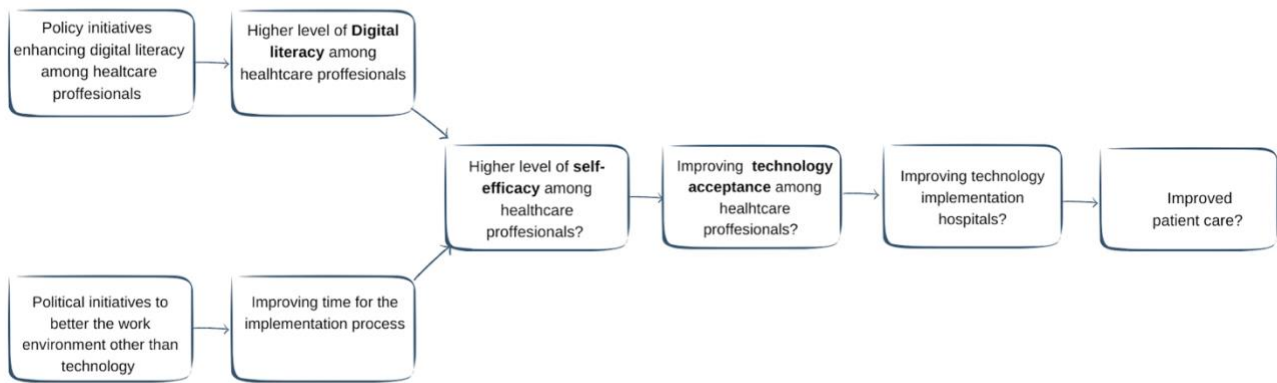 Policy initiatives
enhancing digital literacy
among healtcare
proffesionals
Higher level of Digital
literacy among
healhtcare proffesionals
Higher level of self-
efficacy among
healthcare
proffesionals?
Improving technology
acceptance among
healhtcare
proffesionals?
Improving technology
implementation
hospitals?
Improved
patient care?
Political initiatives to
better the work
environment other than
technology
Improving time for the
implementation process